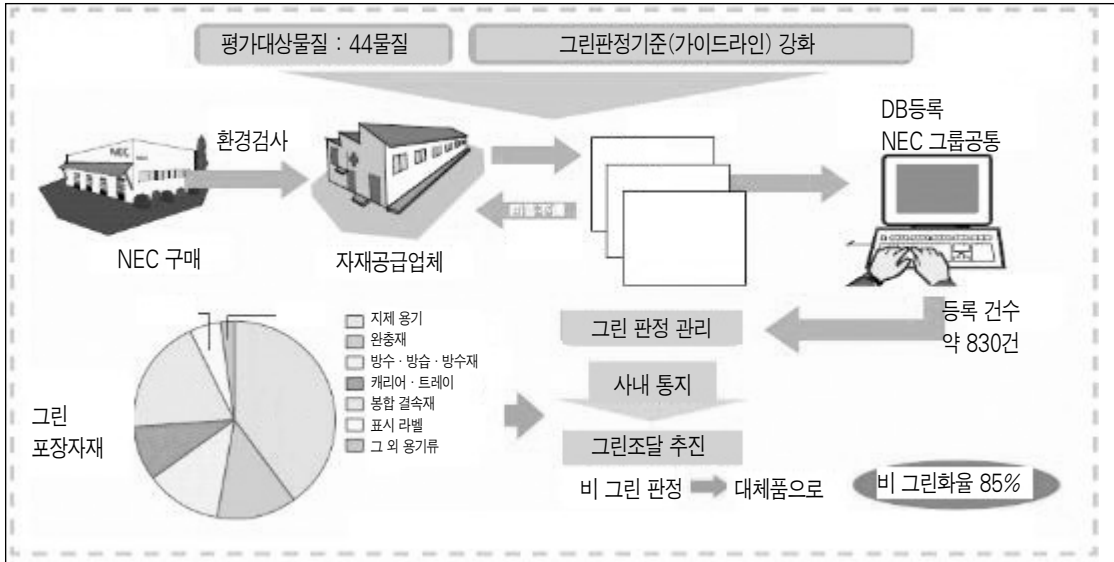 평가대상물질 : 44물질
그린판정기준(가이드라인) 강화
DB등록
NEC 그룹공통
환경검사
NEC
NEC 구매
자재공급업체
등록 건수
약 830건
그린 판정 관리
사내 통지
그린조달 추진
비 그린 판정
대체품으로
비 그린화율 85%
그린
포장자재
지제 용기
완충재
방수 · 방습 · 방수재
캐리어 · 트레이
봉합 결속재
표시 라벨
그 외 용기류